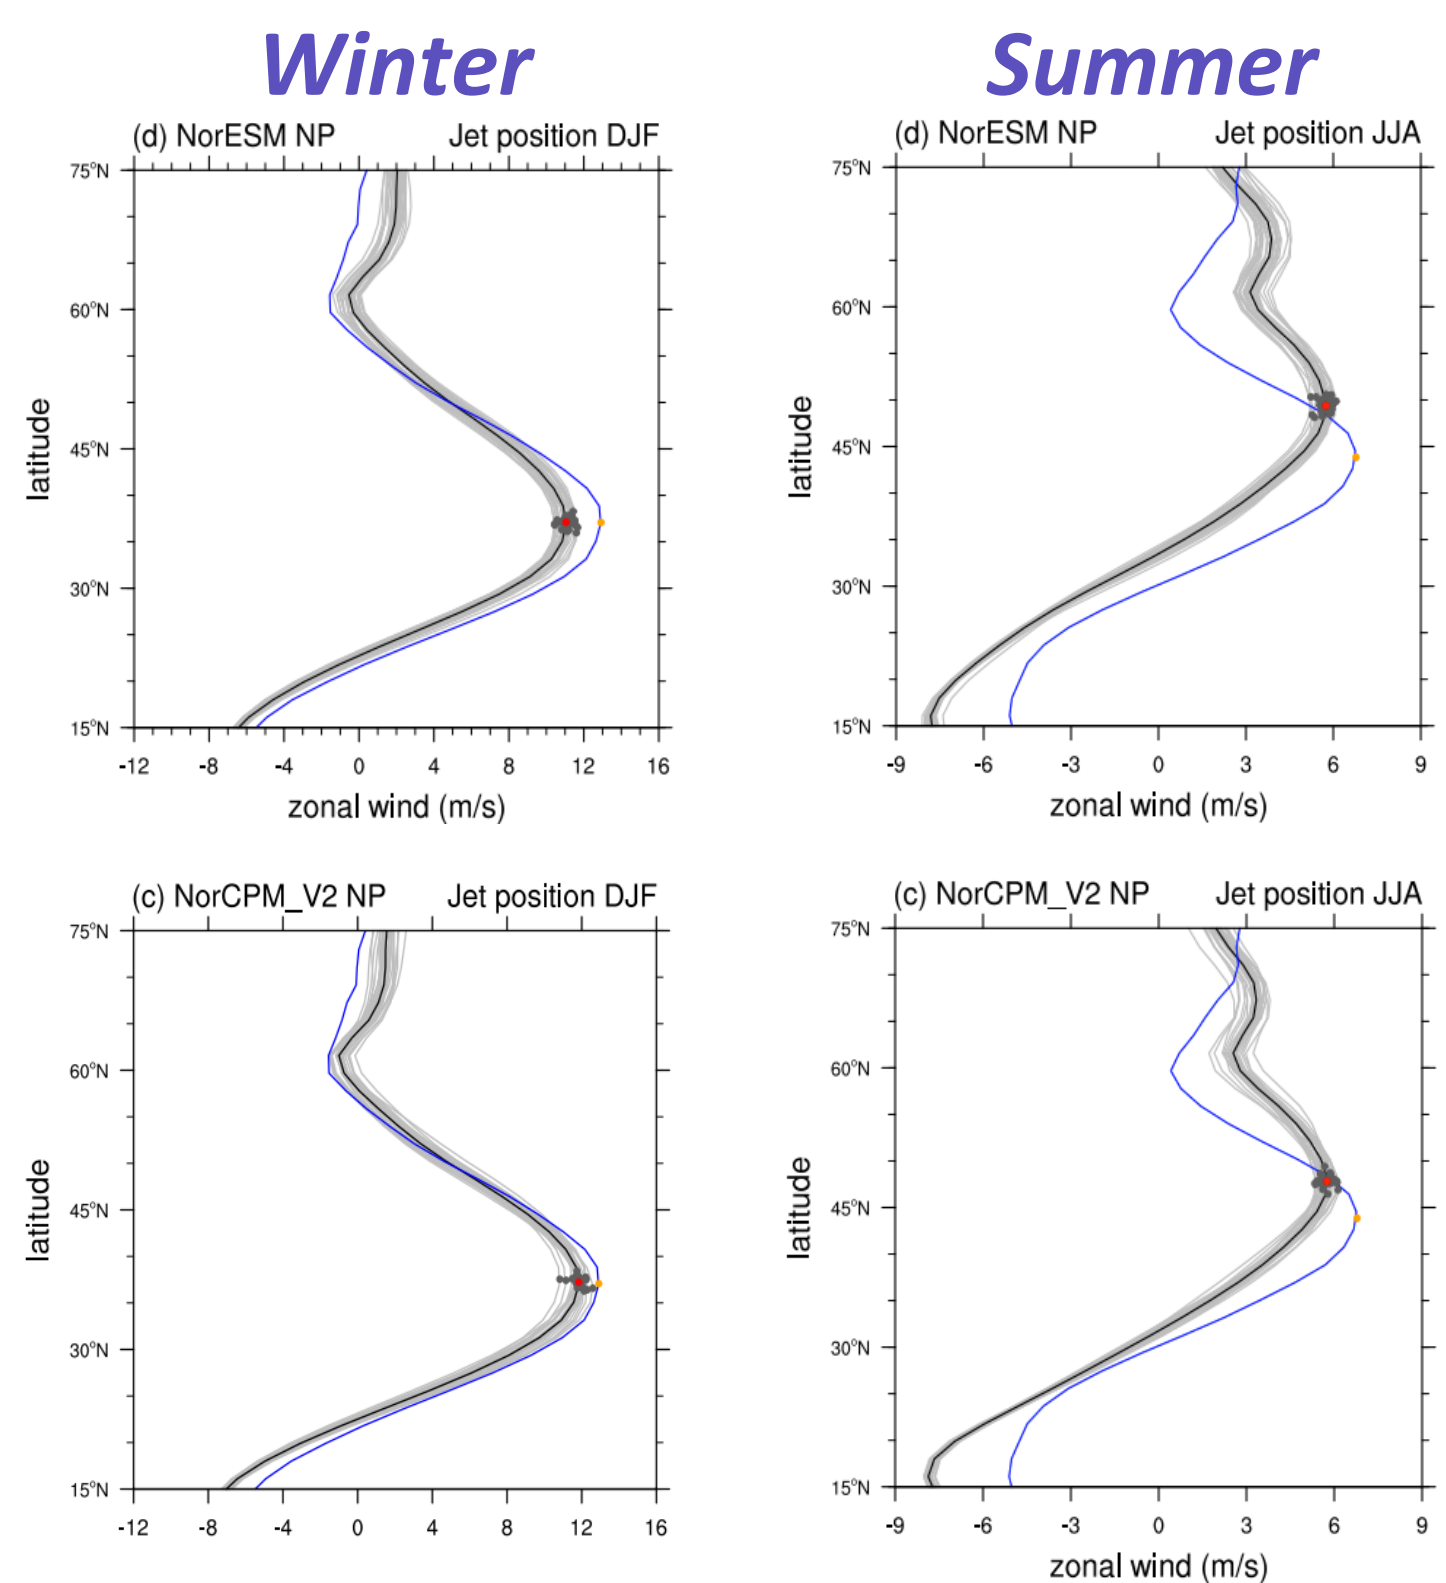 Winter
Summer
(d) NorESM NP Jet position DJF
75°N
60°N
45°N
30°N
15°N
latitude
-12 -8 -4 0 4 8 12 16
zonal wind (m/s)
(d) NorESM NP Jet position JJA
75°N
60°N
45°N
30°N
15°N
latitude
-9 -6 -3 0 3 6 9
zonal wind (m/s)
(c) NorCPM_V2 NP Jet position DJF
75°N
60°N
45°N
30°N
15°N
latitude
-12 -8 -4 0 4 8 12 16
(c) NorCPM_V2 NP Jet position JJA
75°N
60°N
45°N
30°N
15°N
latitude
-9 -6 -3 0 3 6 9
zonal wind (m/s)